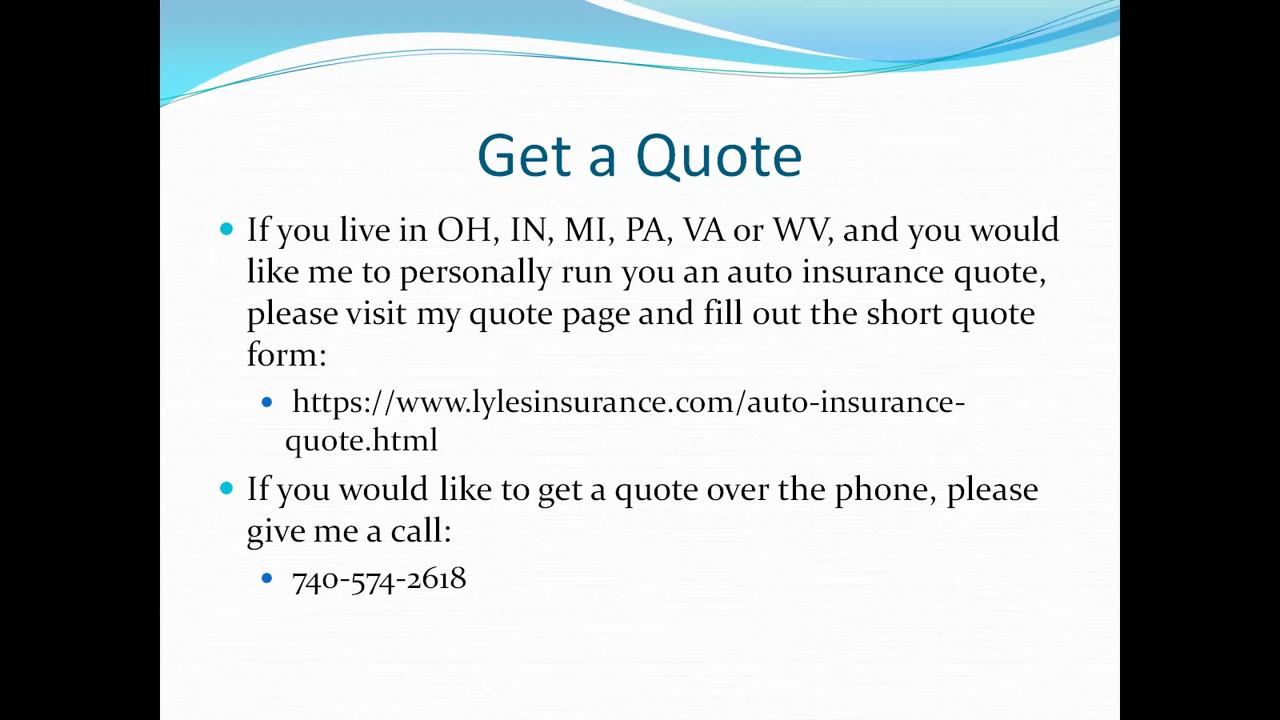 Get a Quote
If you live in OH, IN, MI, PA, VA or WV, and you would
like me to personally run you an auto insurance quote,
please visit my quote page and fill out the short quote
form:
https://www.lylesinsurance.com/auto-insurance-
quote.html
If you would like to get a quote over the phone, please
give me a call:
740-574-2618